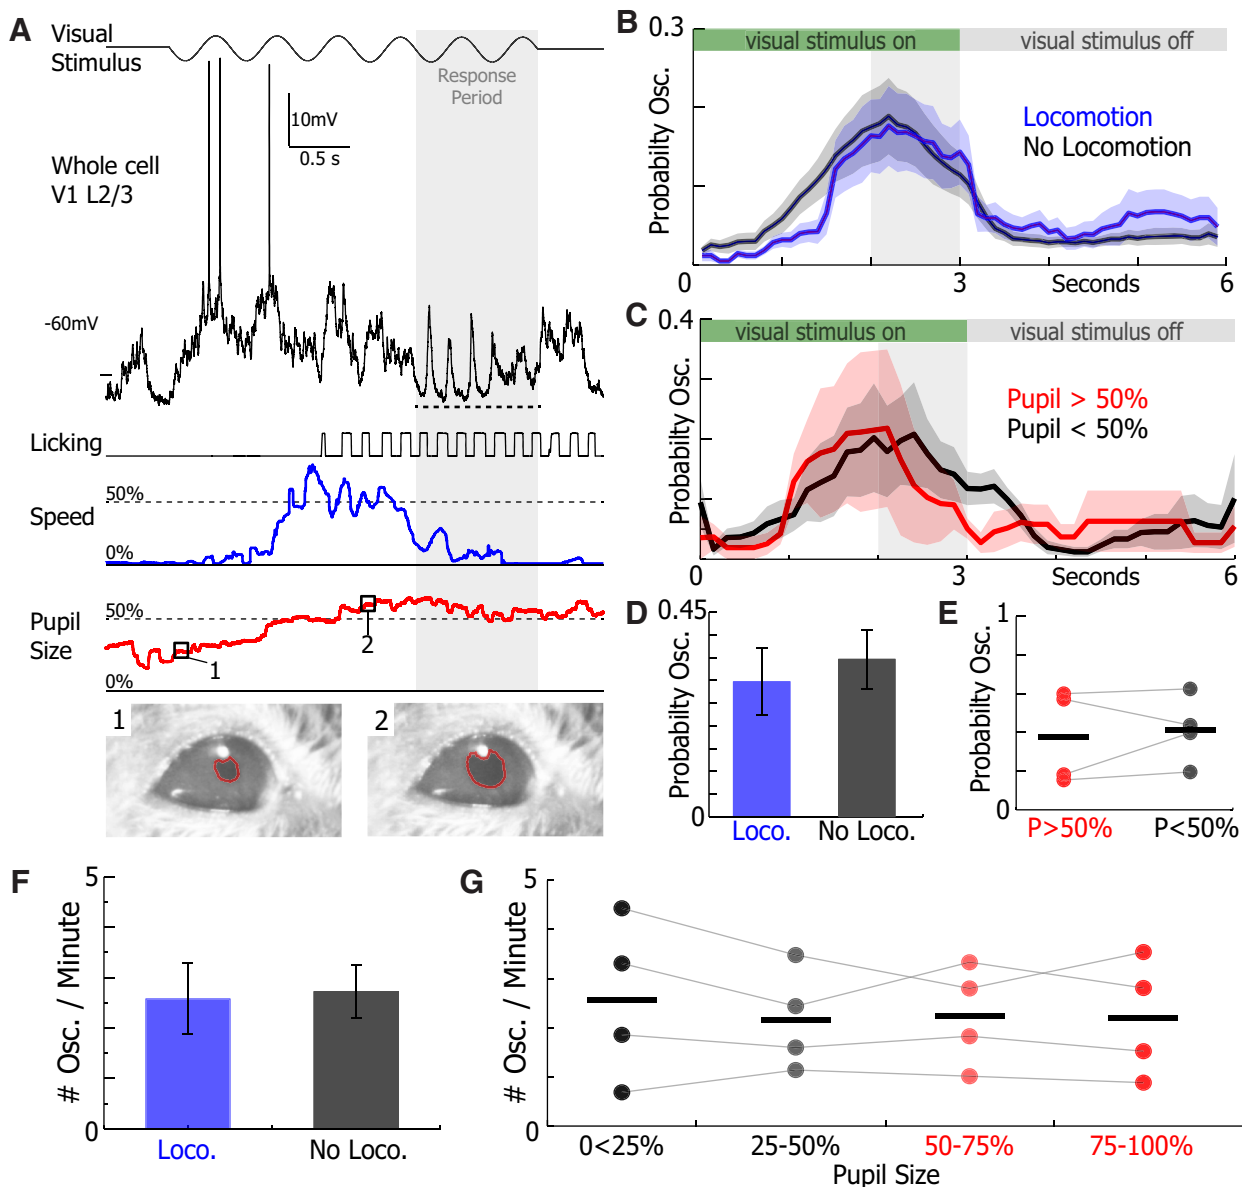 A
Visual
Stimulus
Response
Period
10mV
0.5 s
Whole cell
V1 L2/3
-60mV
Licking
50%
Speed
0%
50%
Pupil
Size
0%
1
2
1
2
B
0.3
visual stimulus on
visual stimulus off
Probabilty Osc.
Locomotion
No Locomotion
0
3
Seconds
6
C
0.4
visual stimulus on
visual stimulus off
Probabilty Osc.
Pupil > 50%
Pupil < 50%
0
3
Seconds
6
D
0.45
Probabilty Osc.
0
Loco.
No Loco.
E
1
Probabilty Osc.
0
P>50%
P<50%
F
5
# Osc. / Minute
0
Loco.
No Loco.
G
5
# Osc. / Minute
0
0<25%
25-50%
50-75%
75-100%
Pupil Size